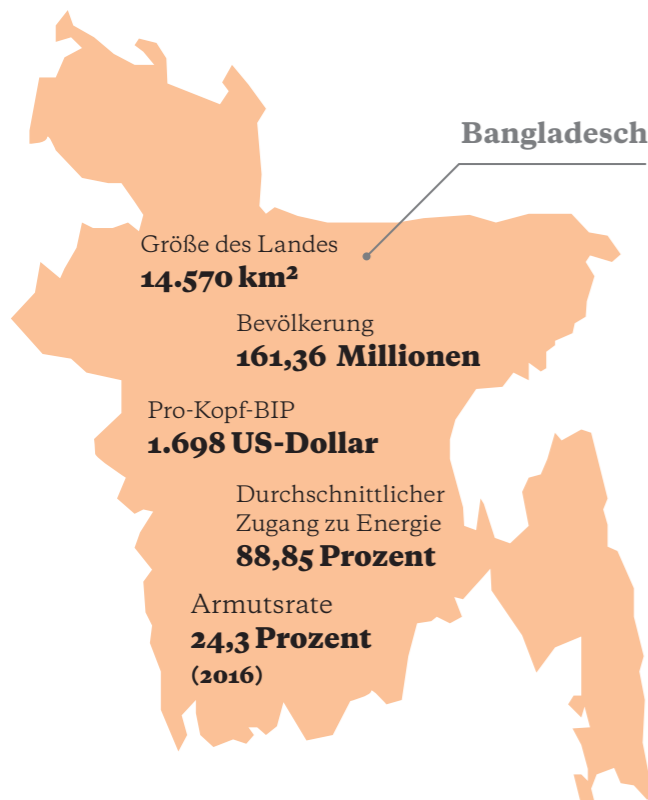 Bangladesch
Größe des Landes
14.570 km²
Bevölkerung
161,36 Millionen
Pro-Kopf-BIP
1.698 US-Dollar
Durchschnittlicher
Zugang zu Energie
88,85 Prozent
Armutsrate
24,3 Prozent
(2016)